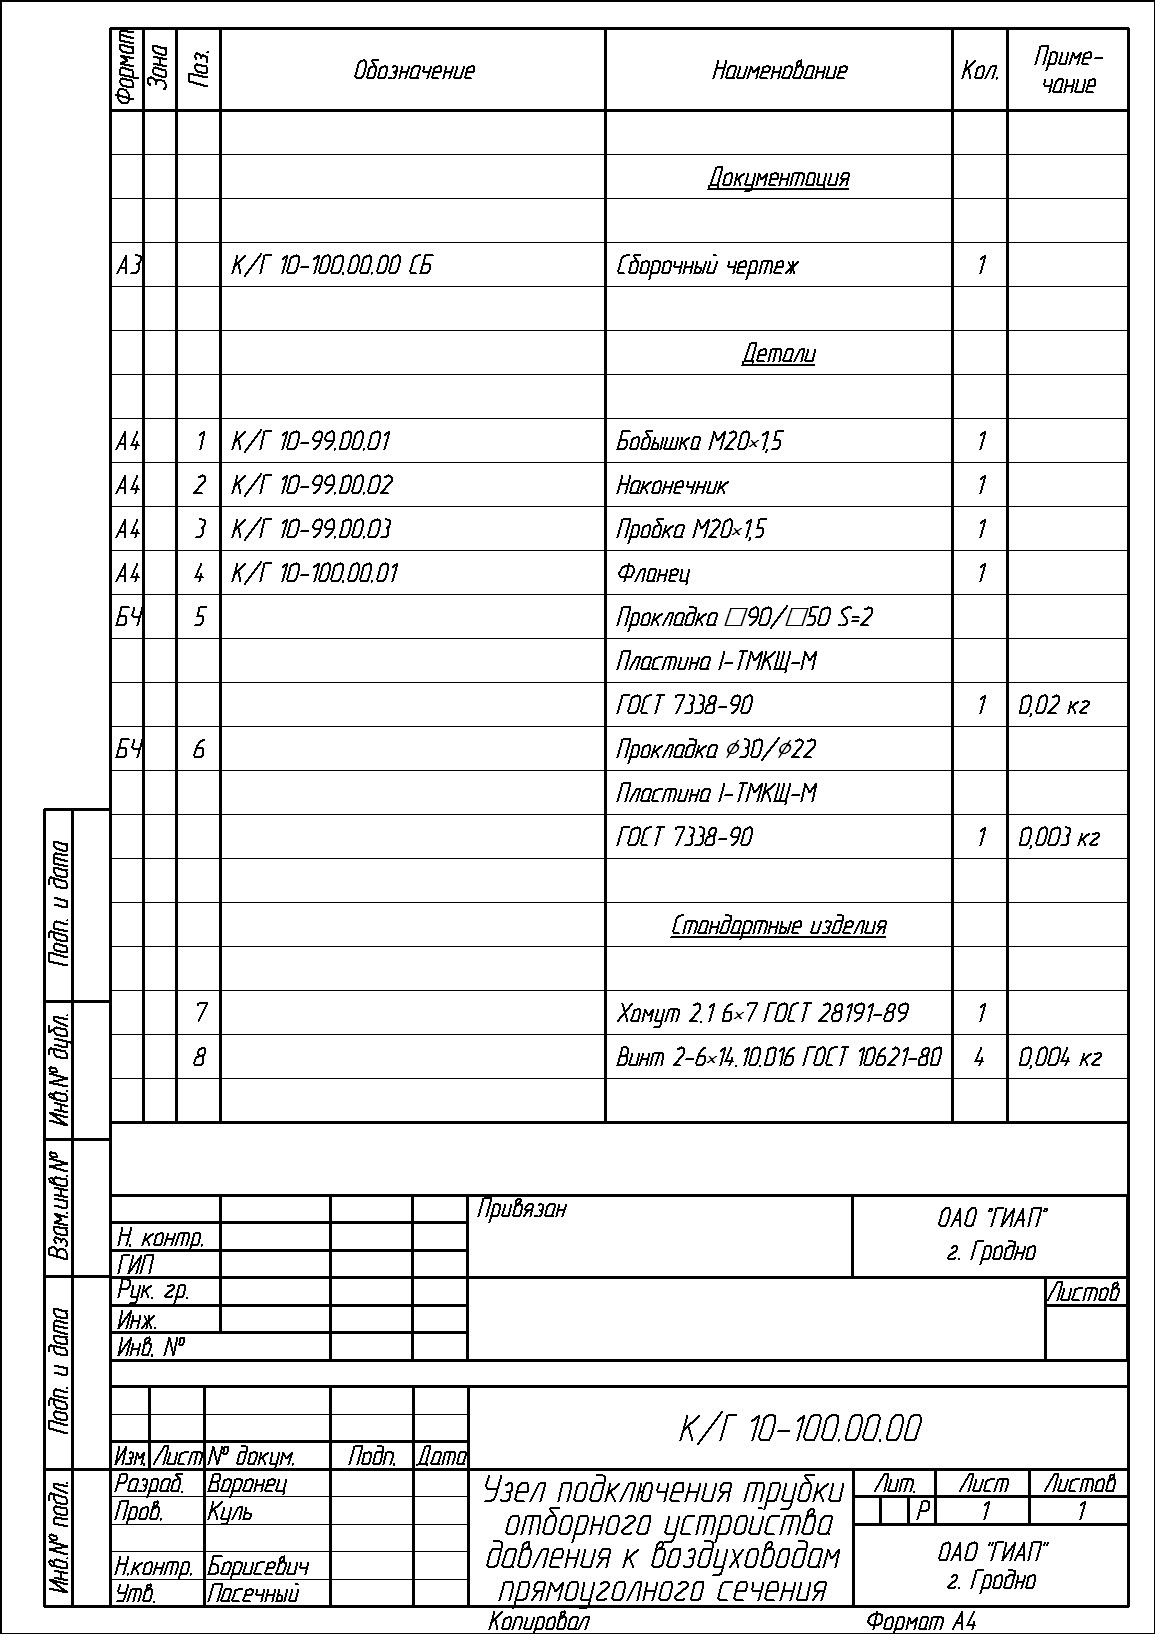 Формат Зона Поз. Обозначение Наименование Кол. Приме-
чание
Документация
А3 К/Г 10-100.00.00 СБ Сборочный чертеж 1
Детали
А4 1 К/Г 10-99.00.01 Бобышка М20×1,5 1
А4 2 К/Г 10-99.00.02 Наконечник 1
А4 3 К/Г 10-99.00.03 Пробка М20×1,5 1
А4 4 К/Г 10-100.00.01 Фланец 1
БЧ 5 Прокладка □90/□50 S=2
Пластина I-ТМКЩ-М
ГОСТ 7338-90 1 0,02 кг
БЧ 6 Прокладка ⌀30/⌀22
Пластина I-ТМКЩ-М
ГОСТ 7338-90 1 0,003 кг
Стандартные изделия
7 Хомут 2.1 6×7 ГОСТ 28191-89 1
8 Винт 2-6×14.10.016 ГОСТ 10621-80 4 0,004 кг
Подп. и дата
Инв.№ дубл.
Взам.инв.№
Подп. и дата
Инв.№ подл.
Привязан
ОАО "ГИАП"
г. Гродно
Н. контр.
ГИП
Рук. гр.
Инж.
Инв. №
Листов
К/Г 10-100.00.00
Изм. Лист № докум. Подп. Дата
Разраб. Воронец
Пров. Куль
Н.контр. Борисевич
Утв. Пасечный
Узел подключения трубки
отборного устройства
давления к воздуховодам
прямоуголного сечения
Лит. Лист Листов
Р 1 1
ОАО "ГИАП"
г. Гродно
Копировал Формат А4